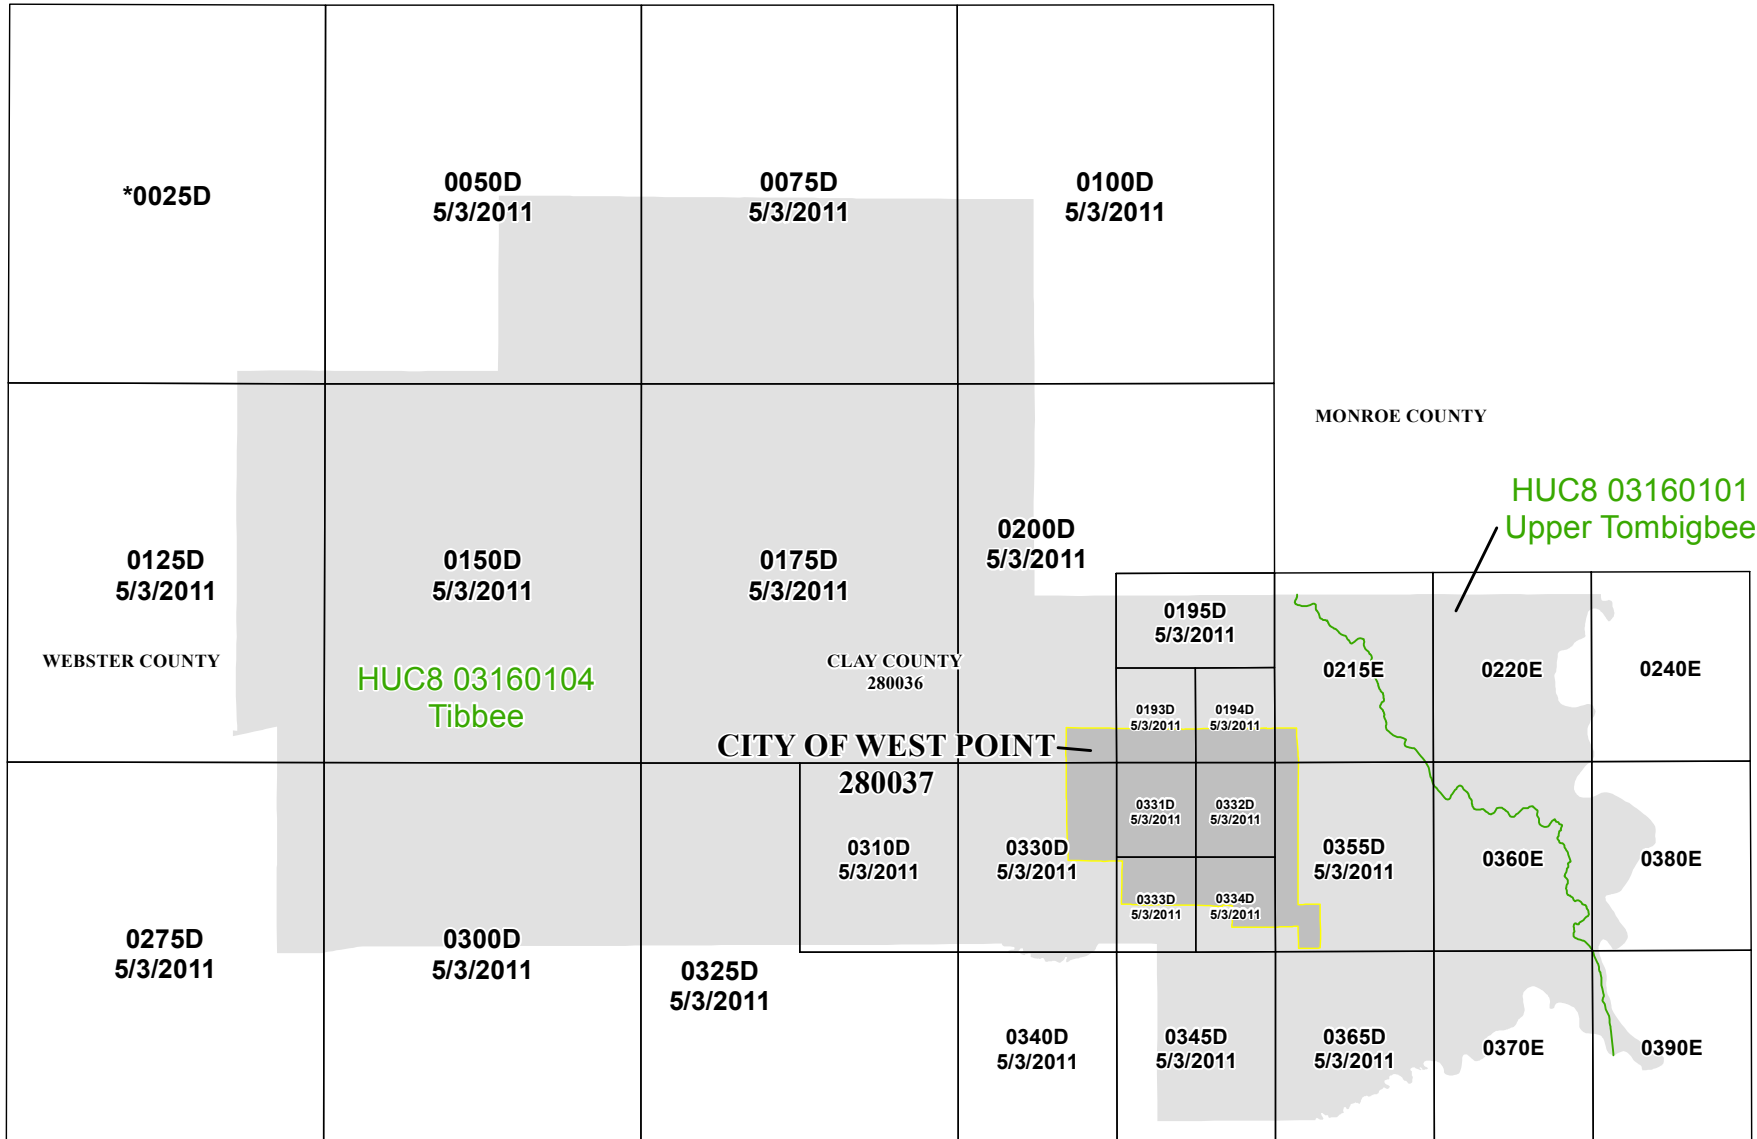 *0025D
0050D
5/3/2011
0075D
5/3/2011
0100D
5/3/2011
MONROE COUNTY
HUC8 03160101
Upper Tombigbee
0125D
5/3/2011
0150D
5/3/2011
0175D
5/3/2011
0200D
5/3/2011
0195D
5/3/2011
WEBSTER COUNTY
HUC8 03160104
Tibbee
CLAY COUNTY
280036
0215E
0220E
0240E
0193D
5/3/2011
0194D
5/3/2011
CITY OF WEST POINT
280037
0331D
5/3/2011
0332D
5/3/2011
0310D
5/3/2011
0330D
5/3/2011
0355D
5/3/2011
0360E
0380E
0333D
5/3/2011
0334D
5/3/2011
0275D
5/3/2011
0300D
5/3/2011
0325D
5/3/2011
0340D
5/3/2011
0345D
5/3/2011
0365D
5/3/2011
0370E
0390E